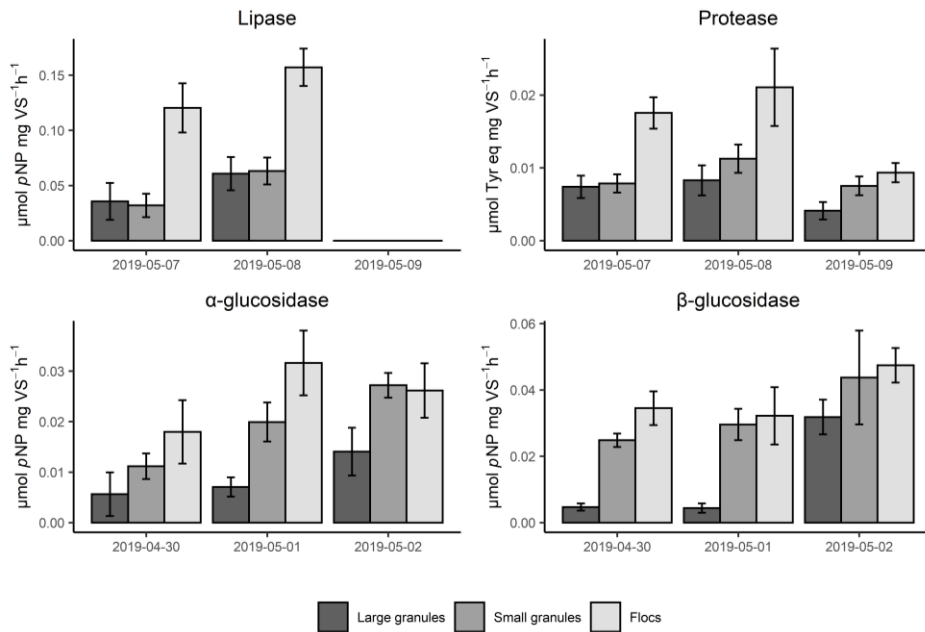 Lipase
μmol pNP mg VS⁻¹h⁻¹
0.15
0.10
0.05
0.00
2019-05-07 2019-05-08 2019-05-09
Protease
μmol Tyr eq mg VS⁻¹h⁻¹
0.02
0.01
0.00
2019-05-07 2019-05-08 2019-05-09
α-glucosidase
μmol pNP mg VS⁻¹h⁻¹
0.03
0.02
0.01
0.00
2019-04-30 2019-05-01 2019-05-02
β-glucosidase
μmol pNP mg VS⁻¹h⁻¹
0.06
0.04
0.02
0.00
2019-04-30 2019-05-01 2019-05-02
Large granules Small granules Flocs